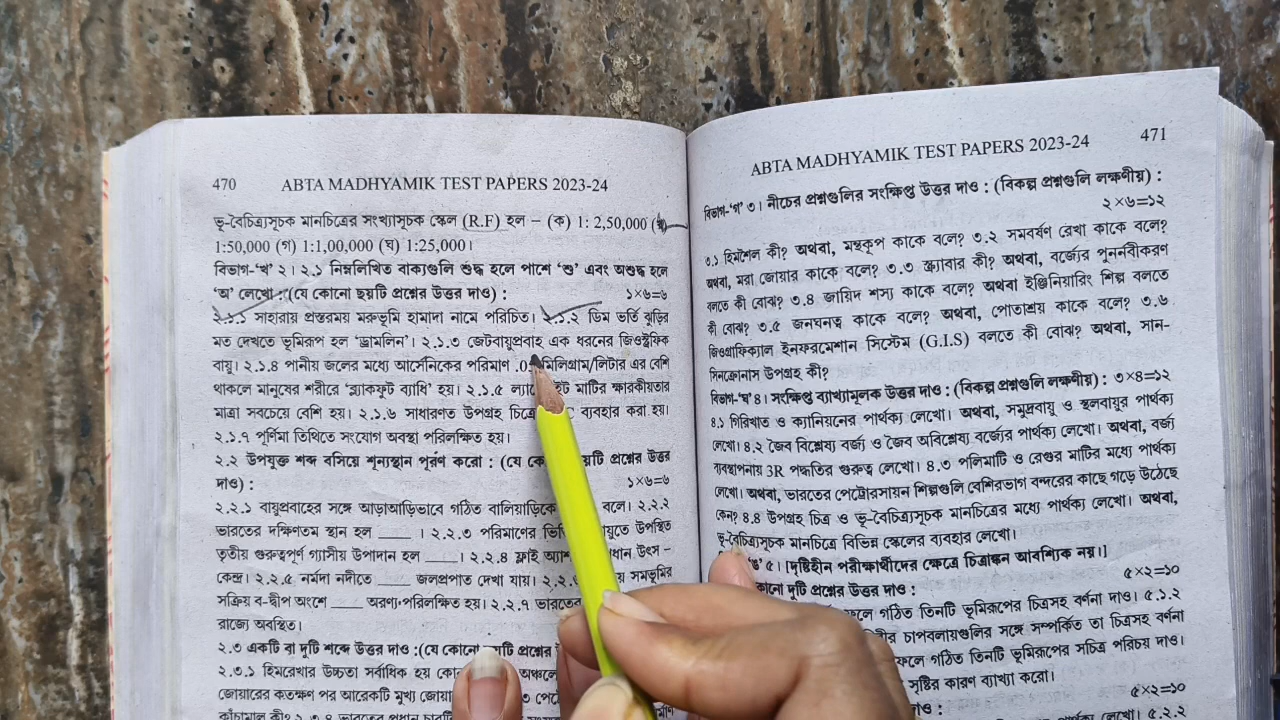 470 ABTA MADHYAMIK TEST PAPERS 2023-24
ভূ-বৈচিত্র্যসূচক মানচিত্রের সংখ্যাসূচক স্কেল (R.F) হল – (ক) 1: 2,50,000 (খ)
1:50,000 (গ) 1:1,00,000 (ঘ) 1:25,000।
বিভাগ-‘খ’ ২। ২.১ নিম্নলিখিত বাক্যগুলি শুদ্ধ হলে পাশে ‘শু’ এবং অশুদ্ধ হলে
‘অ’ লেখো :(যে কোনো ছয়টি প্রশ্নের উত্তর দাও) : ১×৬=৬
২.১.১ সাহারায় প্রস্তরময় মরুভূমি হামাদা নামে পরিচিত। ২.১.২ ডিম ভর্তি ঝুড়ির
মত দেখতে ভূমিরূপ হল ‘ড্রামলিন’। ২.১.৩ জেটবায়ুপ্রবাহ এক ধরনের জিওস্ট্রফিক
বায়ু। ২.১.৪ পানীয় জলের মধ্যে আর্সেনিকের পরিমাণ .0 মিলিগ্রাম/লিটার এর বেশি
থাকলে মানুষের শরীরে ‘ব্ল্যাকফুট ব্যাধি’ হয়। ২.১.৫ মাটির ক্ষারকীয়তার
মাত্রা সবচেয়ে বেশি হয়। ২.১.৬ সাধারণত উপগ্রহ চিত্রে ব্যবহার করা হয়।
২.১.৭ পূর্ণিমা তিথিতে সংযোগ অবস্থা পরিলক্ষিত হয়।
২.২ উপযুক্ত শব্দ বসিয়ে শূন্যস্থান পূরণ করো : (যে প্রশ্নের উত্তর
দাও) : ১×৬=৬
২.২.১ বায়ুপ্রবাহের সঙ্গে আড়াআড়িভাবে গঠিত বালিয়াড়িকে বলে। ২.২.২
ভারতের দক্ষিণতম স্থান হল ____ । ২.২.৩ পরিমাণের উপস্থিত
তৃতীয় গুরুত্বপূর্ণ গ্যাসীয় উপাদান হল ____। ২.২.৪ ফ্লাই উৎস –
কেন্দ্র। ২.২.৫ নর্মদা নদীতে ____ জলপ্রপাত দেখা যায়। সমভূমির
সক্রিয় ব-দ্বীপ অংশে ____ অরণ্য পরিলক্ষিত হয়। ২.২.৭ ভারতের
রাজ্যে অবস্থিত।
২.৩ একটি বা দুটি শব্দে উত্তর দাও :(যে কোনো প্রশ্নের
২.৩.১ হিমরেখার উচ্চতা সর্বাধিক হয় অঞ্চলে
জোয়ারের কতক্ষণ পর আরেকটি মুখ্য
কাঁচামাল কী? ২.৩.৪ ভারতের প্রধান
ABTA MADHYAMIK TEST PAPERS 2023-24 471
বিভাগ-‘গ’ ৩। নীচের প্রশ্নগুলির সংক্ষিপ্ত উত্তর দাও : (বিকল্প প্রশ্নগুলি লক্ষণীয়) :
২×৬=১২
৩.১ হিমশৈল কী? অথবা, মন্থকূপ কাকে বলে? ৩.২ সমবর্ষণ রেখা কাকে বলে?
অথবা, মরা জোয়ার কাকে বলে? ৩.৩ স্ক্রাবার কী? অথবা, বর্জ্যের পুনর্নবীকরণ
বলতে কী বোঝ? ৩.৪ জায়িদ শস্য কাকে বলে? অথবা ইঞ্জিনিয়ারিং শিল্প বলতে
কী বোঝ? ৩.৫ জনঘনত্ব কাকে বলে? অথবা, পোতাশ্রয় কাকে বলে? ৩.৬
জিওগ্রাফিক্যাল ইনফরমেশান সিস্টেম (G.I.S) বলতে কী বোঝ? অথবা, সান-
সিনক্রোনাস উপগ্রহ কী?
বিভাগ-‘ঘ’ ৪। সংক্ষিপ্ত ব্যাখ্যামূলক উত্তর দাও : (বিকল্প প্রশ্নগুলি লক্ষণীয়) : ৩×৪=১২
৪.১ গিরিখাত ও ক্যানিয়নের পার্থক্য লেখো। অথবা, সমুদ্রবায়ু ও স্থলবায়ুর পার্থক্য
লেখো। ৪.২ জৈব বিশ্লেষ্য বর্জ্য ও জৈব অবিশ্লেষ্য বর্জ্যের পার্থক্য লেখো। অথবা, বর্জ্য
ব্যবস্থাপনায় 3R পদ্ধতির গুরুত্ব লেখো। ৪.৩ পলিমাটি ও রেগুর মাটির মধ্যে পার্থক্য
লেখো। অথবা, ভারতের পেট্রোরসায়ন শিল্পগুলি বেশিরভাগ বন্দরের কাছে গড়ে উঠেছে
কেন? ৪.৪ উপগ্রহ চিত্র ও ভূ-বৈচিত্র্যসূচক মানচিত্রের মধ্যে পার্থক্য লেখো। অথবা,
ভূ-বৈচিত্র্যসূচক মানচিত্রে বিভিন্ন স্কেলের ব্যবহার লেখো।
৫। [দৃষ্টিহীন পরীক্ষার্থীদের ক্ষেত্রে চিত্রাঙ্কন আবশ্যিক নয়।]
কোনো দুটি প্রশ্নের উত্তর দাও : ৫×২=১০
গঠিত তিনটি ভূমিরূপের চিত্রসহ বর্ণনা দাও। ৫.১.২
চাপবলয়গুলির সঙ্গে সম্পর্কিত তা চিত্রসহ বর্ণনা
গঠিত তিনটি ভূমিরূপের সচিত্র পরিচয় দাও।
সৃষ্টির কারণ ব্যাখ্যা করো।
৫×২=১০
লেখো। ৫.২.২